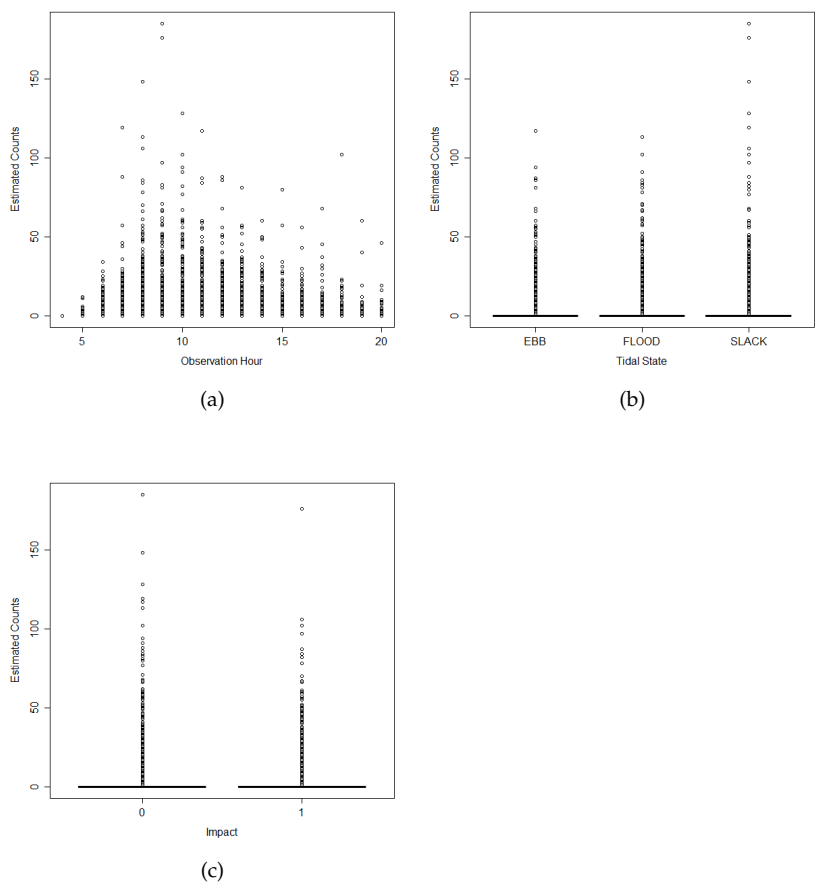 150
100
50
0
Estimated Counts
5 10 15 20
Observation Hour
(a)
150
100
50
0
Estimated Counts
EBB FLOOD SLACK
Tidal State
(b)
150
100
50
0
Estimated Counts
0 1
Impact
(c)